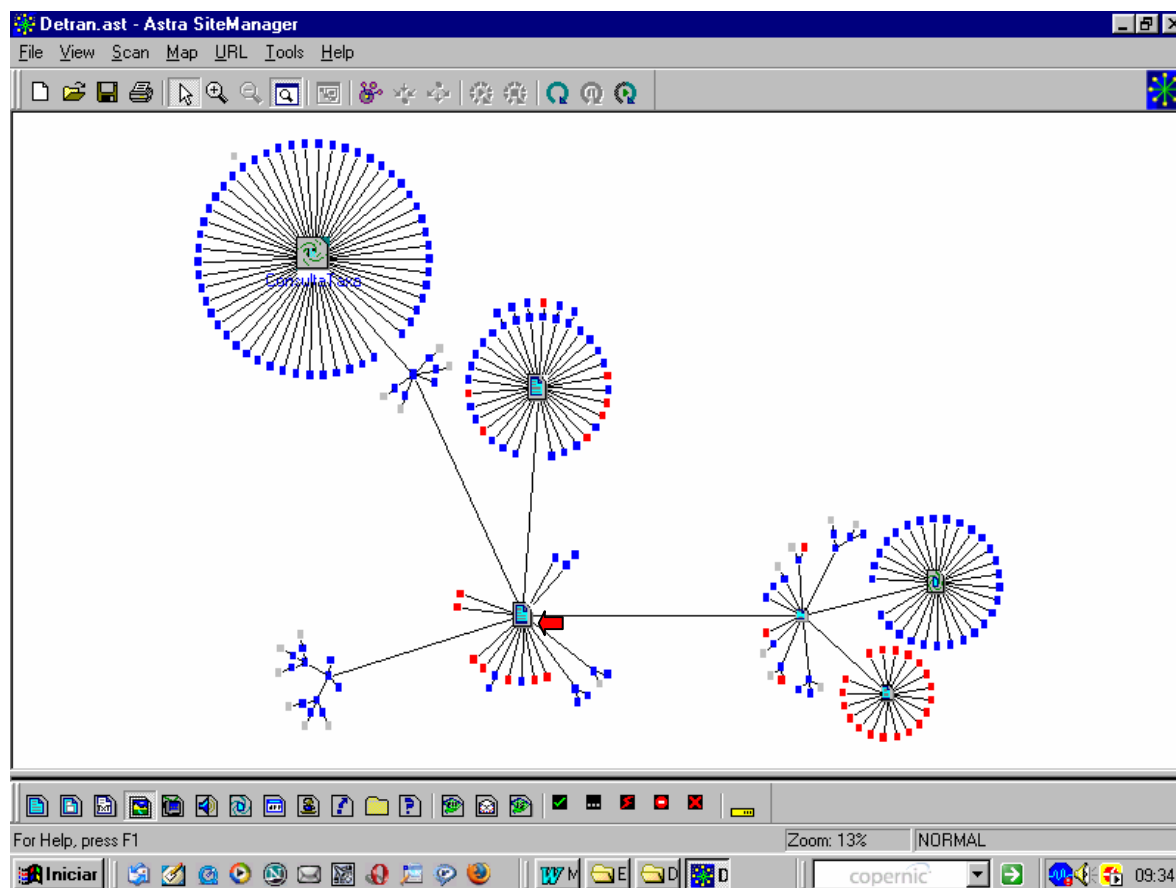 Detran.ast - Astra SiteManager
File View Scan Map URL Tools Help
ConsultaTaxa
For Help, press F1
Zoom: 13%
NORMAL
Iniciar
M
E
D
D
copernic
09:34